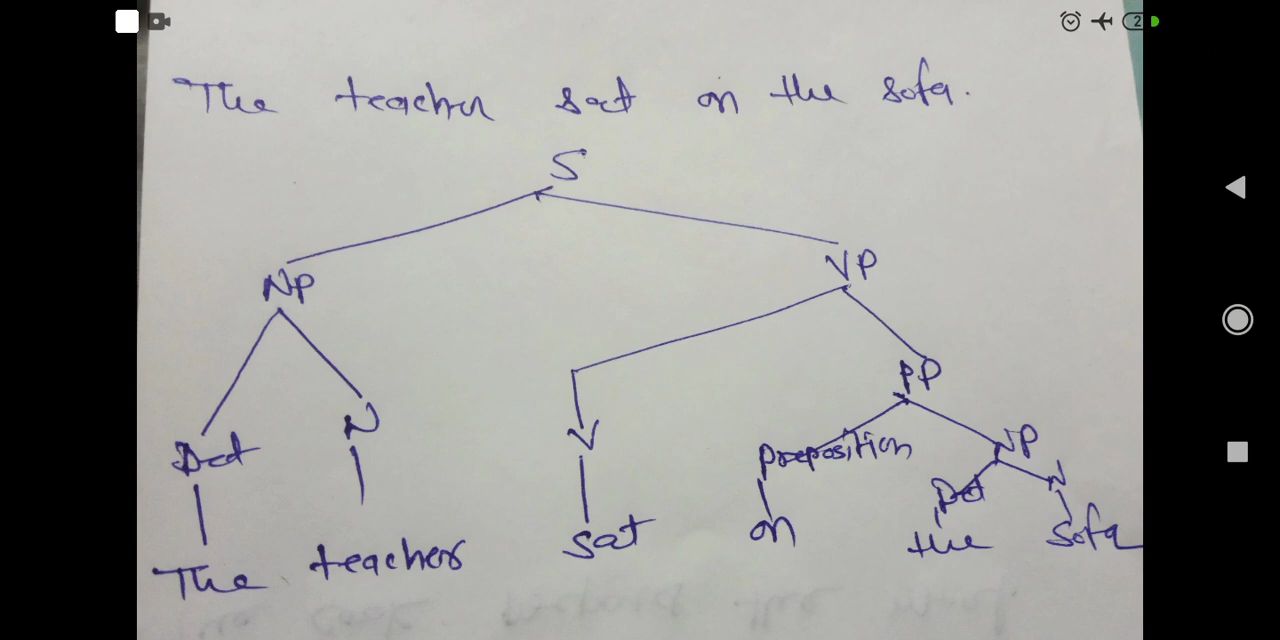 2
The teacher sat on the sofa.
S
NP VP
PP
Det N V Preposition NP
Det N
The teacher sat on the sofa